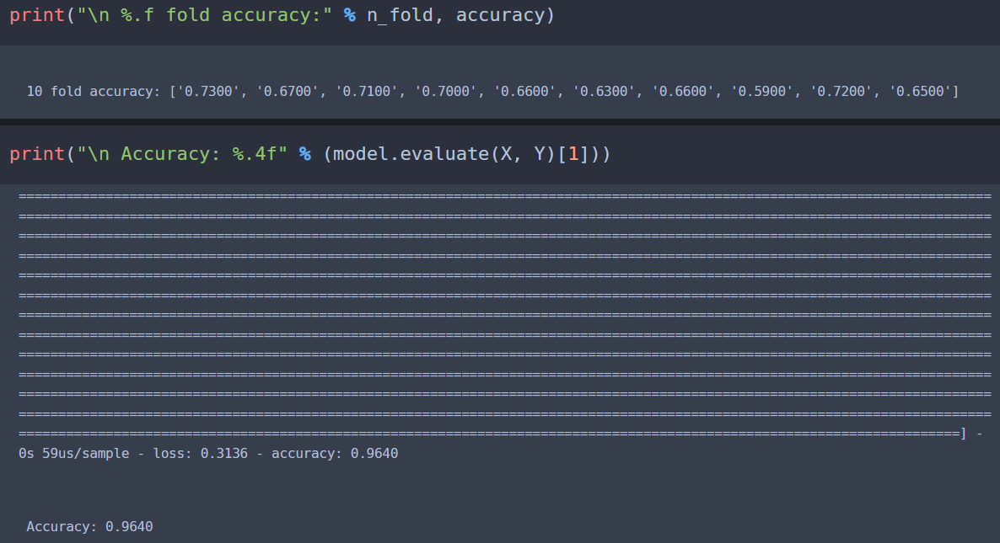 print("\n %.f fold accuracy:" % n_fold, accuracy)
10 fold accuracy: ['0.7300', '0.6700', '0.7100', '0.7000', '0.6600', '0.6300', '0.6600', '0.5900', '0.7200', '0.6500']
print("\n Accuracy: %.4f" % (model.evaluate(X, Y)[1]))
===========================================================================================================================
===========================================================================================================================
===========================================================================================================================
===========================================================================================================================
===========================================================================================================================
===========================================================================================================================
===========================================================================================================================
===========================================================================================================================
===========================================================================================================================
===========================================================================================================================
===========================================================================================================================
===========================================================================================================================
=======================================================================================================================] -
0s 59us/sample - loss: 0.3136 - accuracy: 0.9640
Accuracy: 0.9640